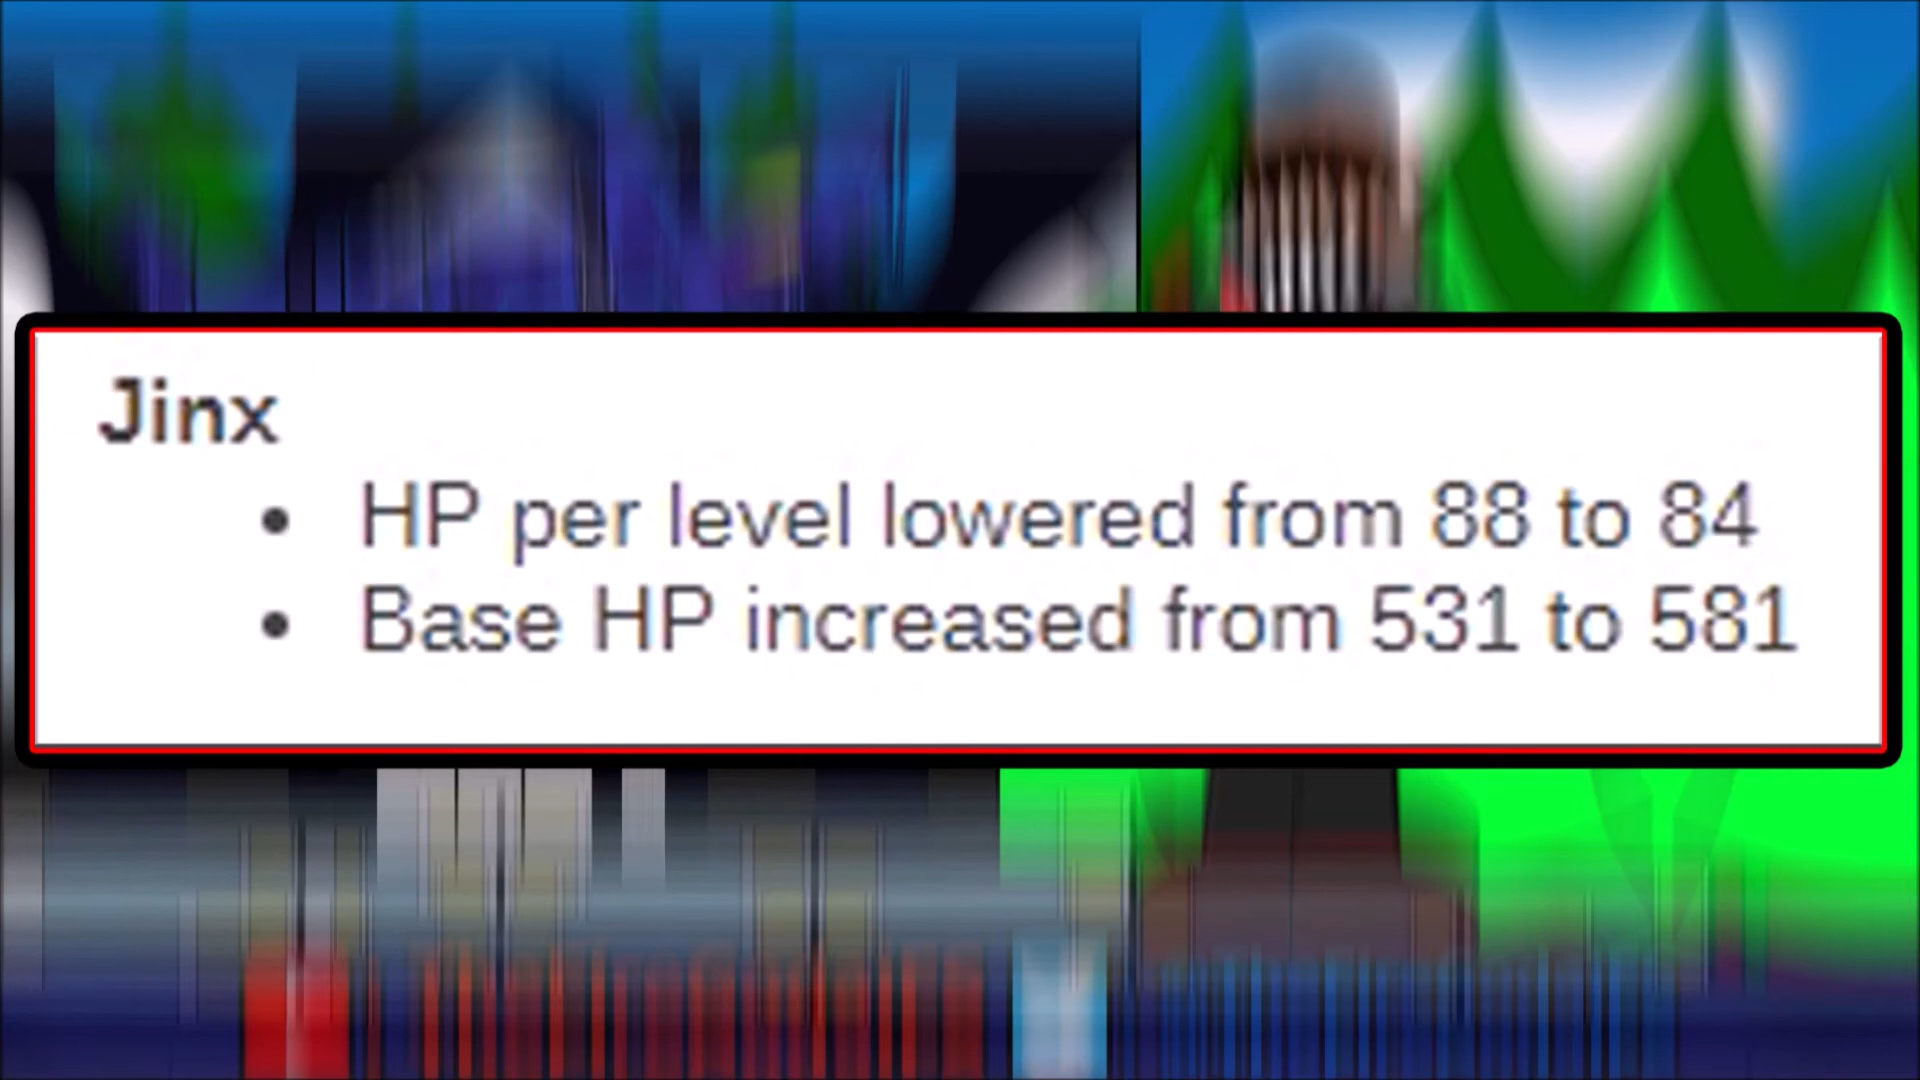 Jinx
• HP per level lowered from 88 to 84
• Base HP increased from 531 to 581